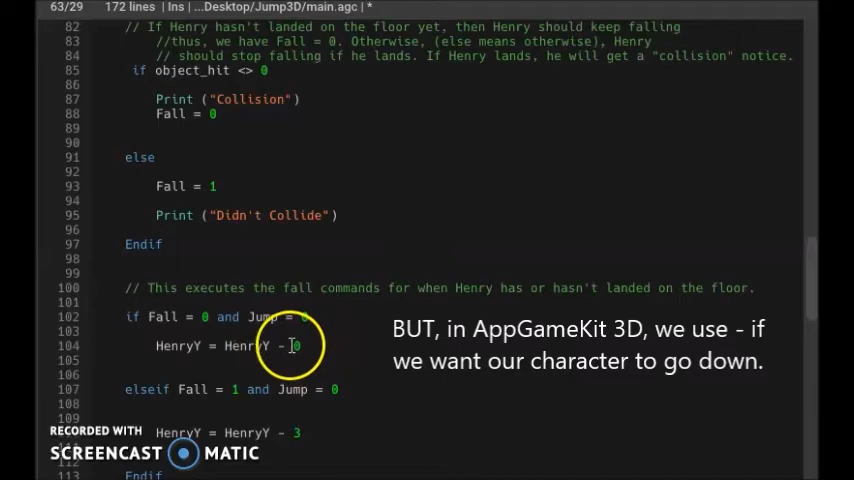 63/29 172 lines | Ins | ...Desktop/Jump3D/main.agc | *
82 // If Henry hasn't landed on the floor yet, then Henry should keep falling
83 //thus, we have Fall = 0. Otherwise, (else means otherwise), Henry
84 // should stop falling if he lands. If Henry lands, he will get a "collision" notice.
85 if object_hit <> 0
86
87 Print ("Collision")
88 Fall = 0
89
90
91 else
92
93 Fall = 1
94
95 Print ("Didn't Collide")
96
97 Endif
98
99
100 // This executes the fall commands for when Henry has or hasn't landed on the floor.
101
102 if Fall = 0 and Jump = 0
103
104 HenryY = HenryY - 0
105
106
107 elseif Fall = 1 and Jump = 0
108
109
HenryY = HenryY - 3
113 Endif
BUT, in AppGameKit 3D, we use - if
we want our character to go down.
RECORDED WITH
SCREENCAST MATIC